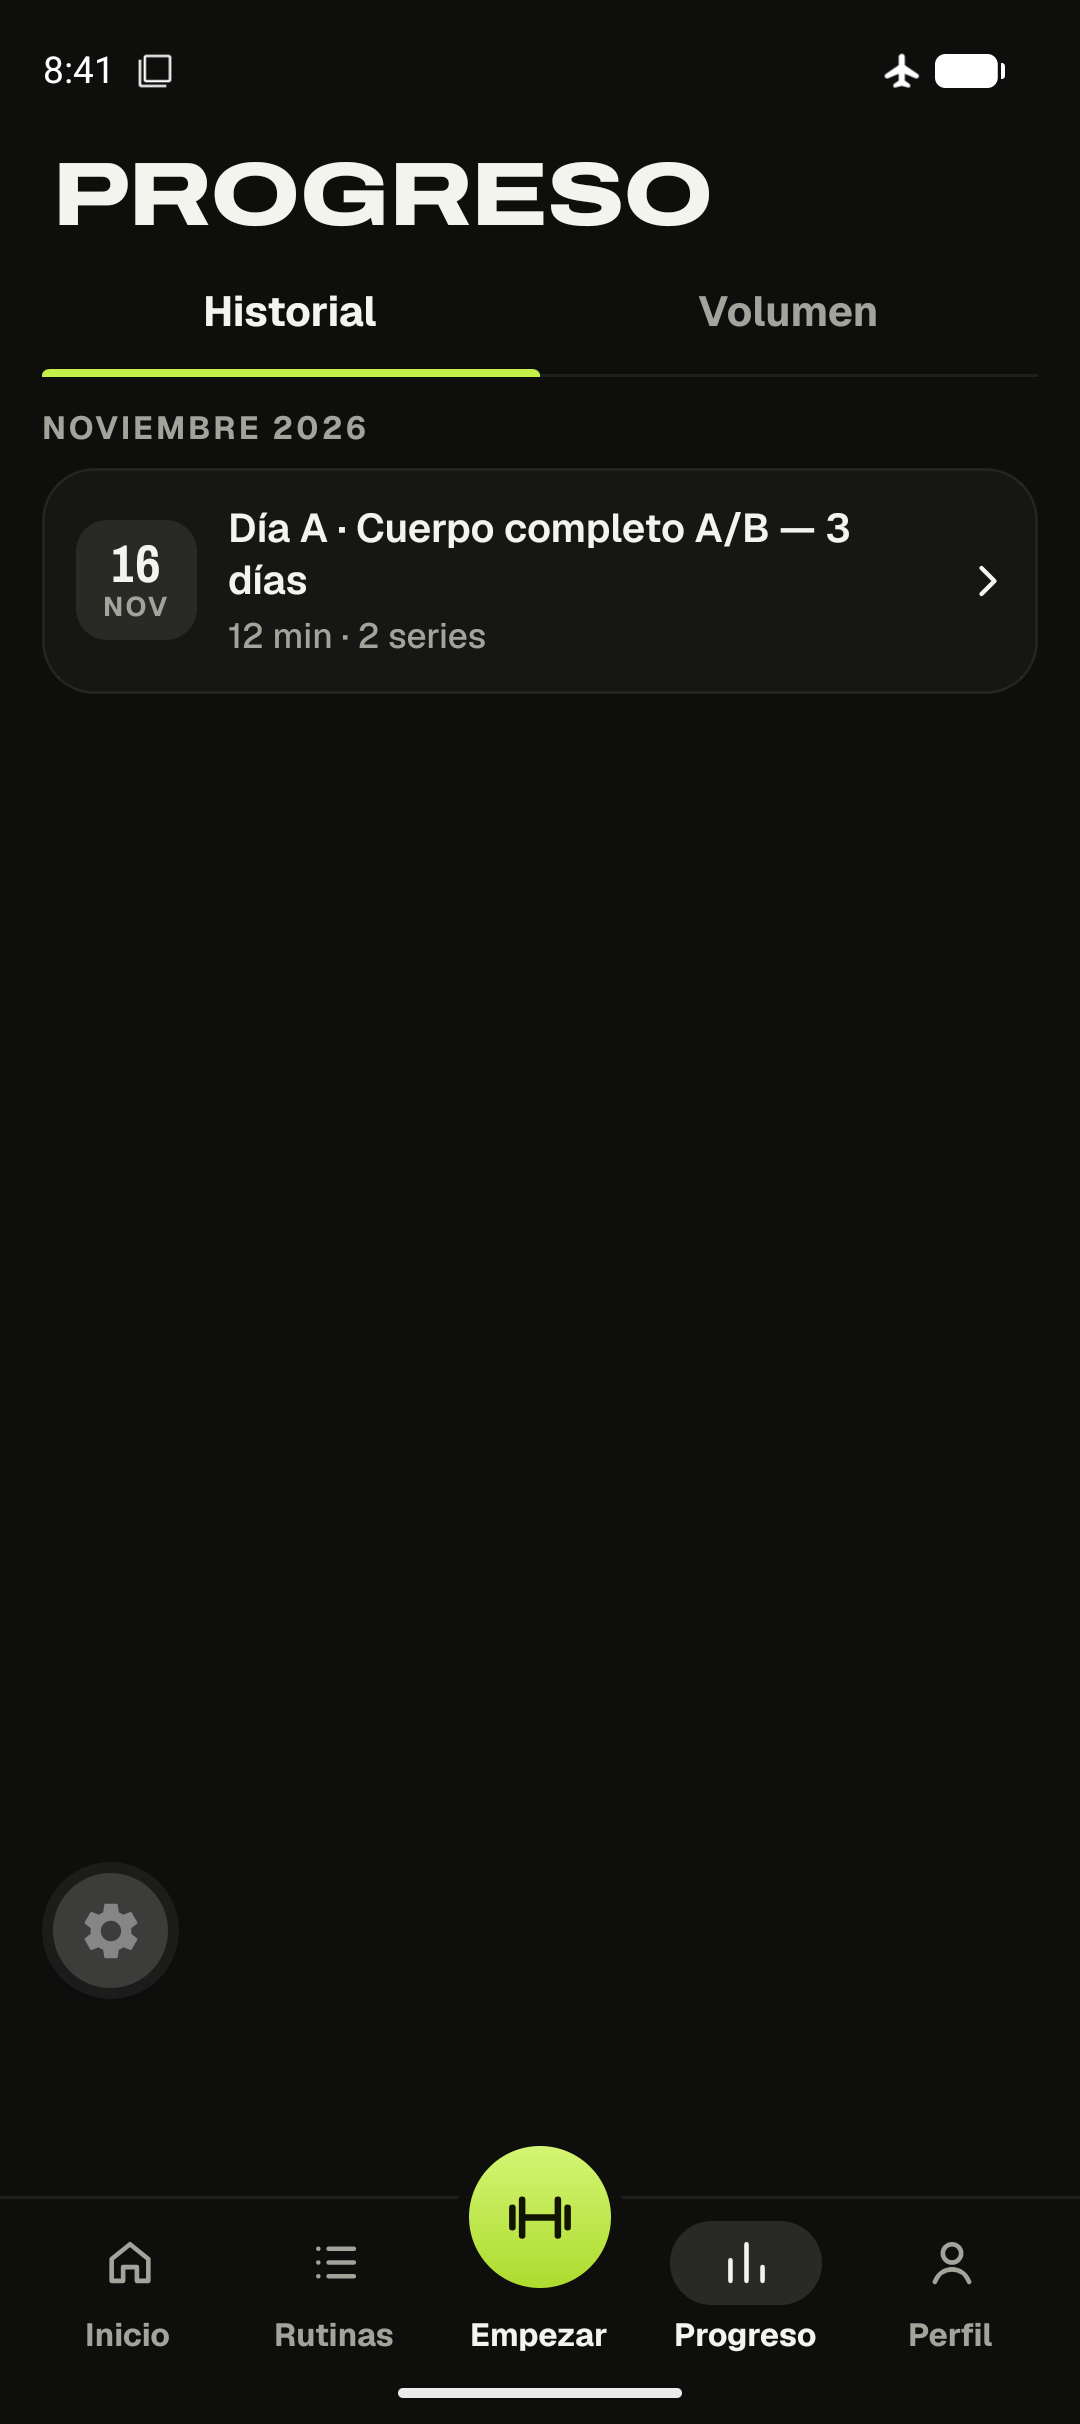 8:41
PROGRESO
Historial
Volumen
NOVIEMBRE 2026
16
NOV
Día A · Cuerpo completo A/B — 3
días
12 min · 2 series
Inicio
Rutinas
Empezar
Progreso
Perfil